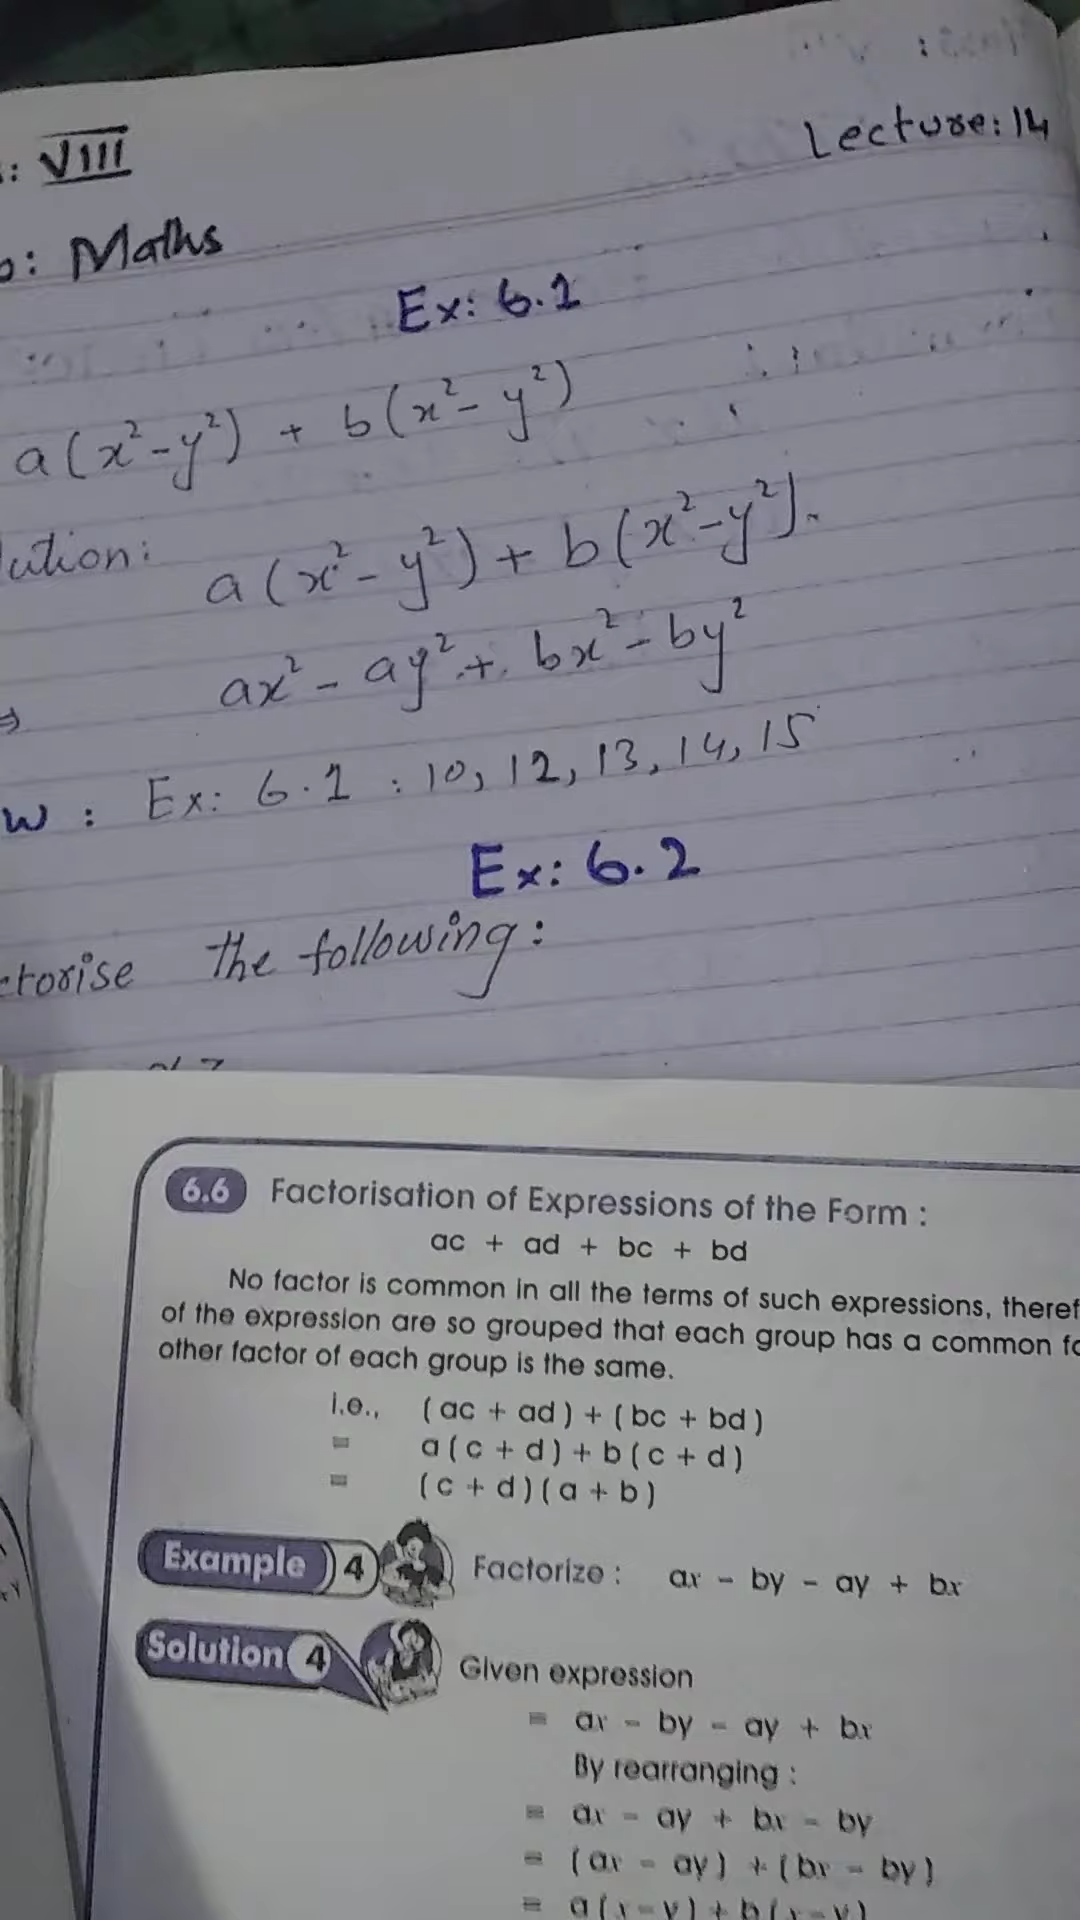 : VIII
Lecture: 14
: Maths
Ex: 6.1
a(x²-y²) + b(x²-y²)
lution: a(x²-y²) + b(x²-y²).
⇒ ax² - ay² + bx² - by²
W : Ex: 6.1 : 10, 12, 13, 14, 15
Ex: 6.2
ctorise the following:
6.6 Factorisation of Expressions of the Form :
ac + ad + bc + bd
No factor is common in all the terms of such expressions, theref
of the expression are so grouped that each group has a common fa
other factor of each group is the same.
i.e., (ac + ad) + (bc + bd)
= a(c + d) + b(c + d)
= (c + d)(a + b)
Example 4 Factorize : ax - by - ay + bx
Solution 4 Given expression
= ax - by - ay + bx
By rearranging :
= ax - ay + bx - by
= (ax - ay) + (bx - by)
= a(x-y) + b(x-y)